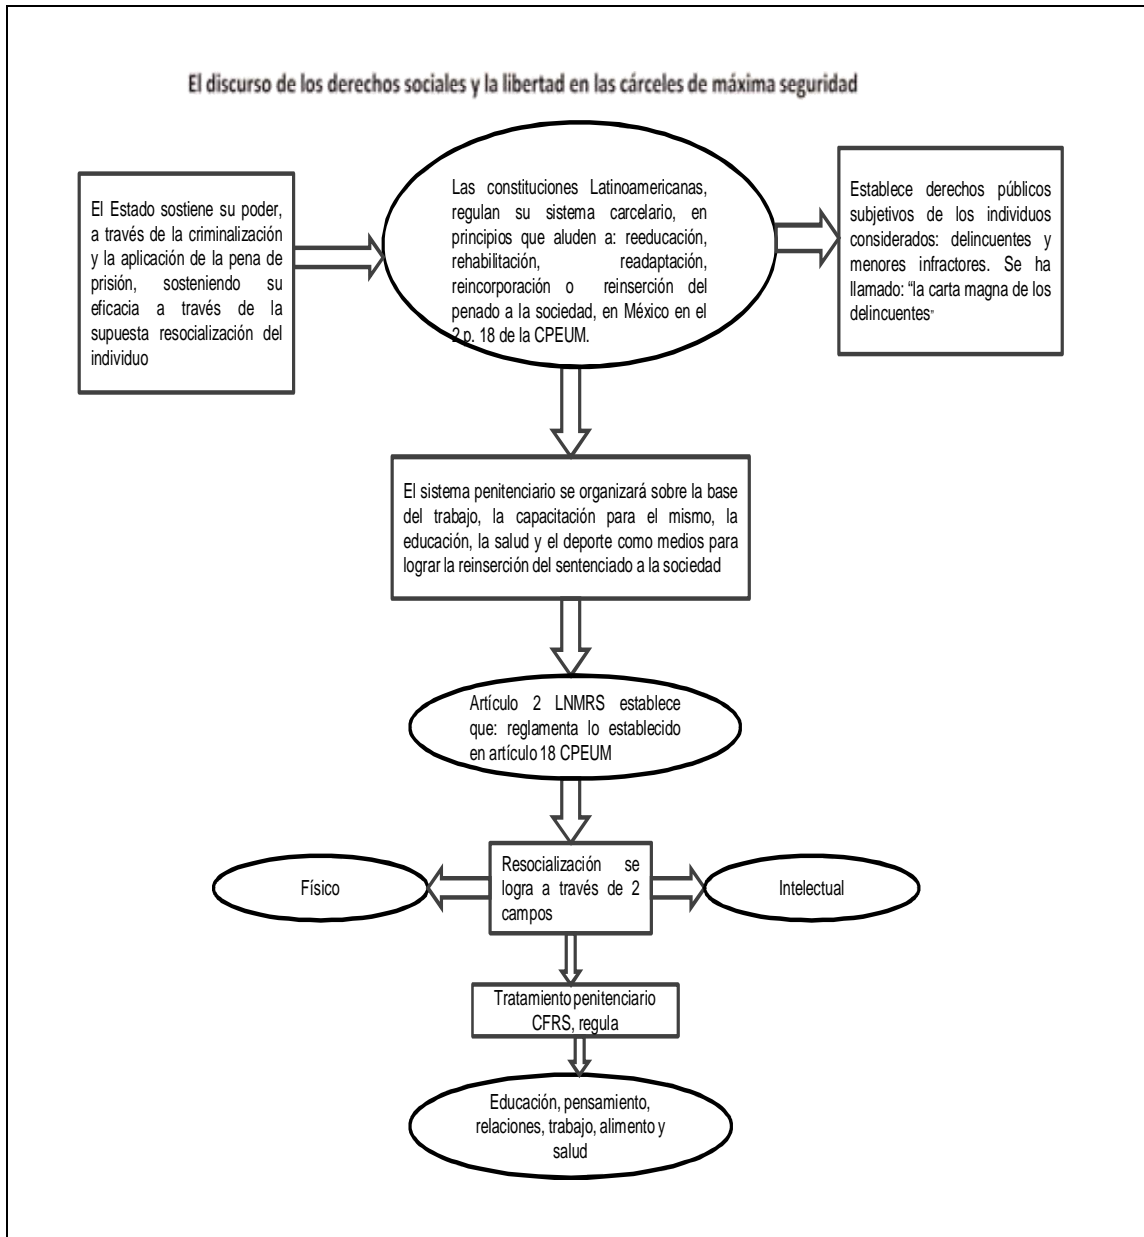 El discurso de los derechos sociales y la libertad en las cárceles de máxima seguridad
El Estado sostiene su poder,
a través de la criminalización
y la aplicación de la pena de
prisión, sosteniendo su
eficacia a través de la
supuesta resocialización del
individuo
Las constituciones Latinoamericanas,
regulan su sistema carcelario, en
principios que aluden a: reeducación,
rehabilitación, readaptación,
reincorporación o reinserción del
penado a la sociedad, en México en el
2 p. 18 de la CPEUM.
Establece derechos públicos
subjetivos de los individuos
considerados: delincuentes y
menores infractores. Se ha
llamado: “la carta magna de los
delincuentes”
El sistema penitenciario se organizará sobre la base
del trabajo, la capacitación para el mismo, la
educación, la salud y el deporte como medios para
lograr la reinserción del sentenciado a la sociedad
Artículo 2 LNMRS establece
que: reglamenta lo establecido
en artículo 18 CPEUM
Resocialización se
logra a través de 2
campos
Físico
Intelectual
Tratamiento penitenciario
CFRS, regula
Educación, pensamiento,
relaciones, trabajo, alimento y
salud